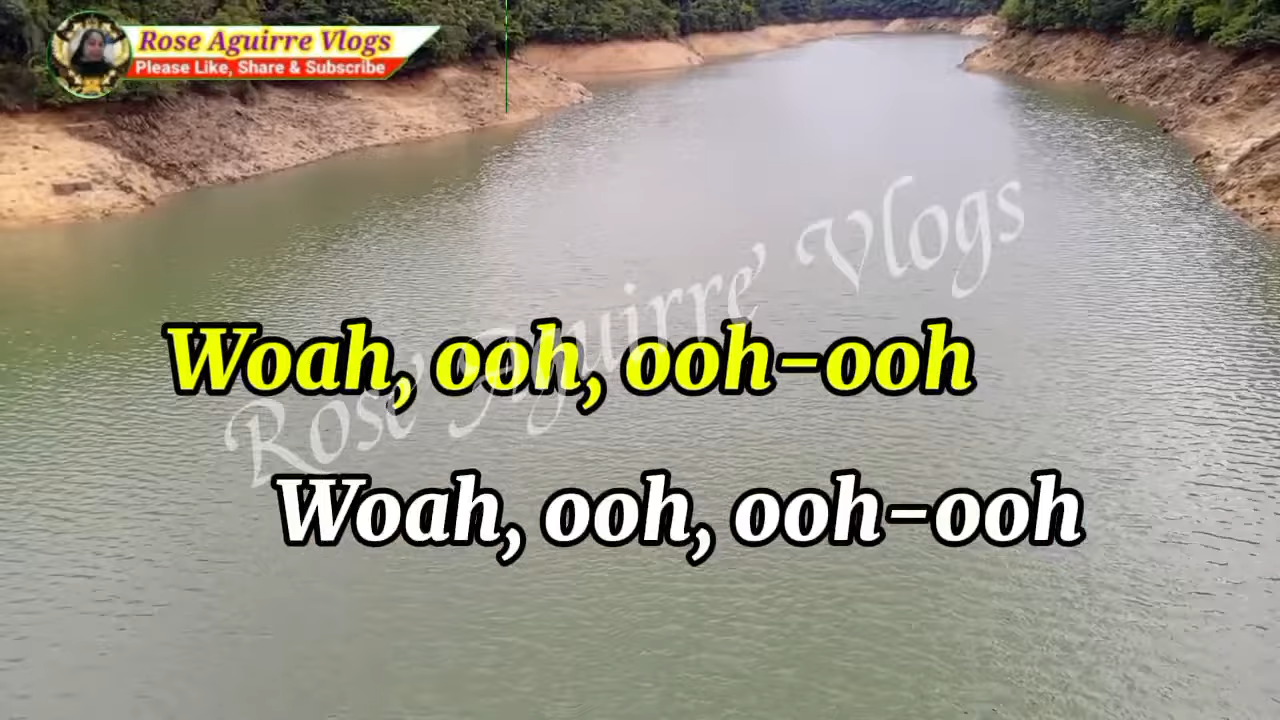 Rose Aguirre Vlogs
Please Like, Share & Subscribe
Rose' Aguirre' Vlogs
Woah, ooh, ooh-ooh
Woah, ooh, ooh-ooh